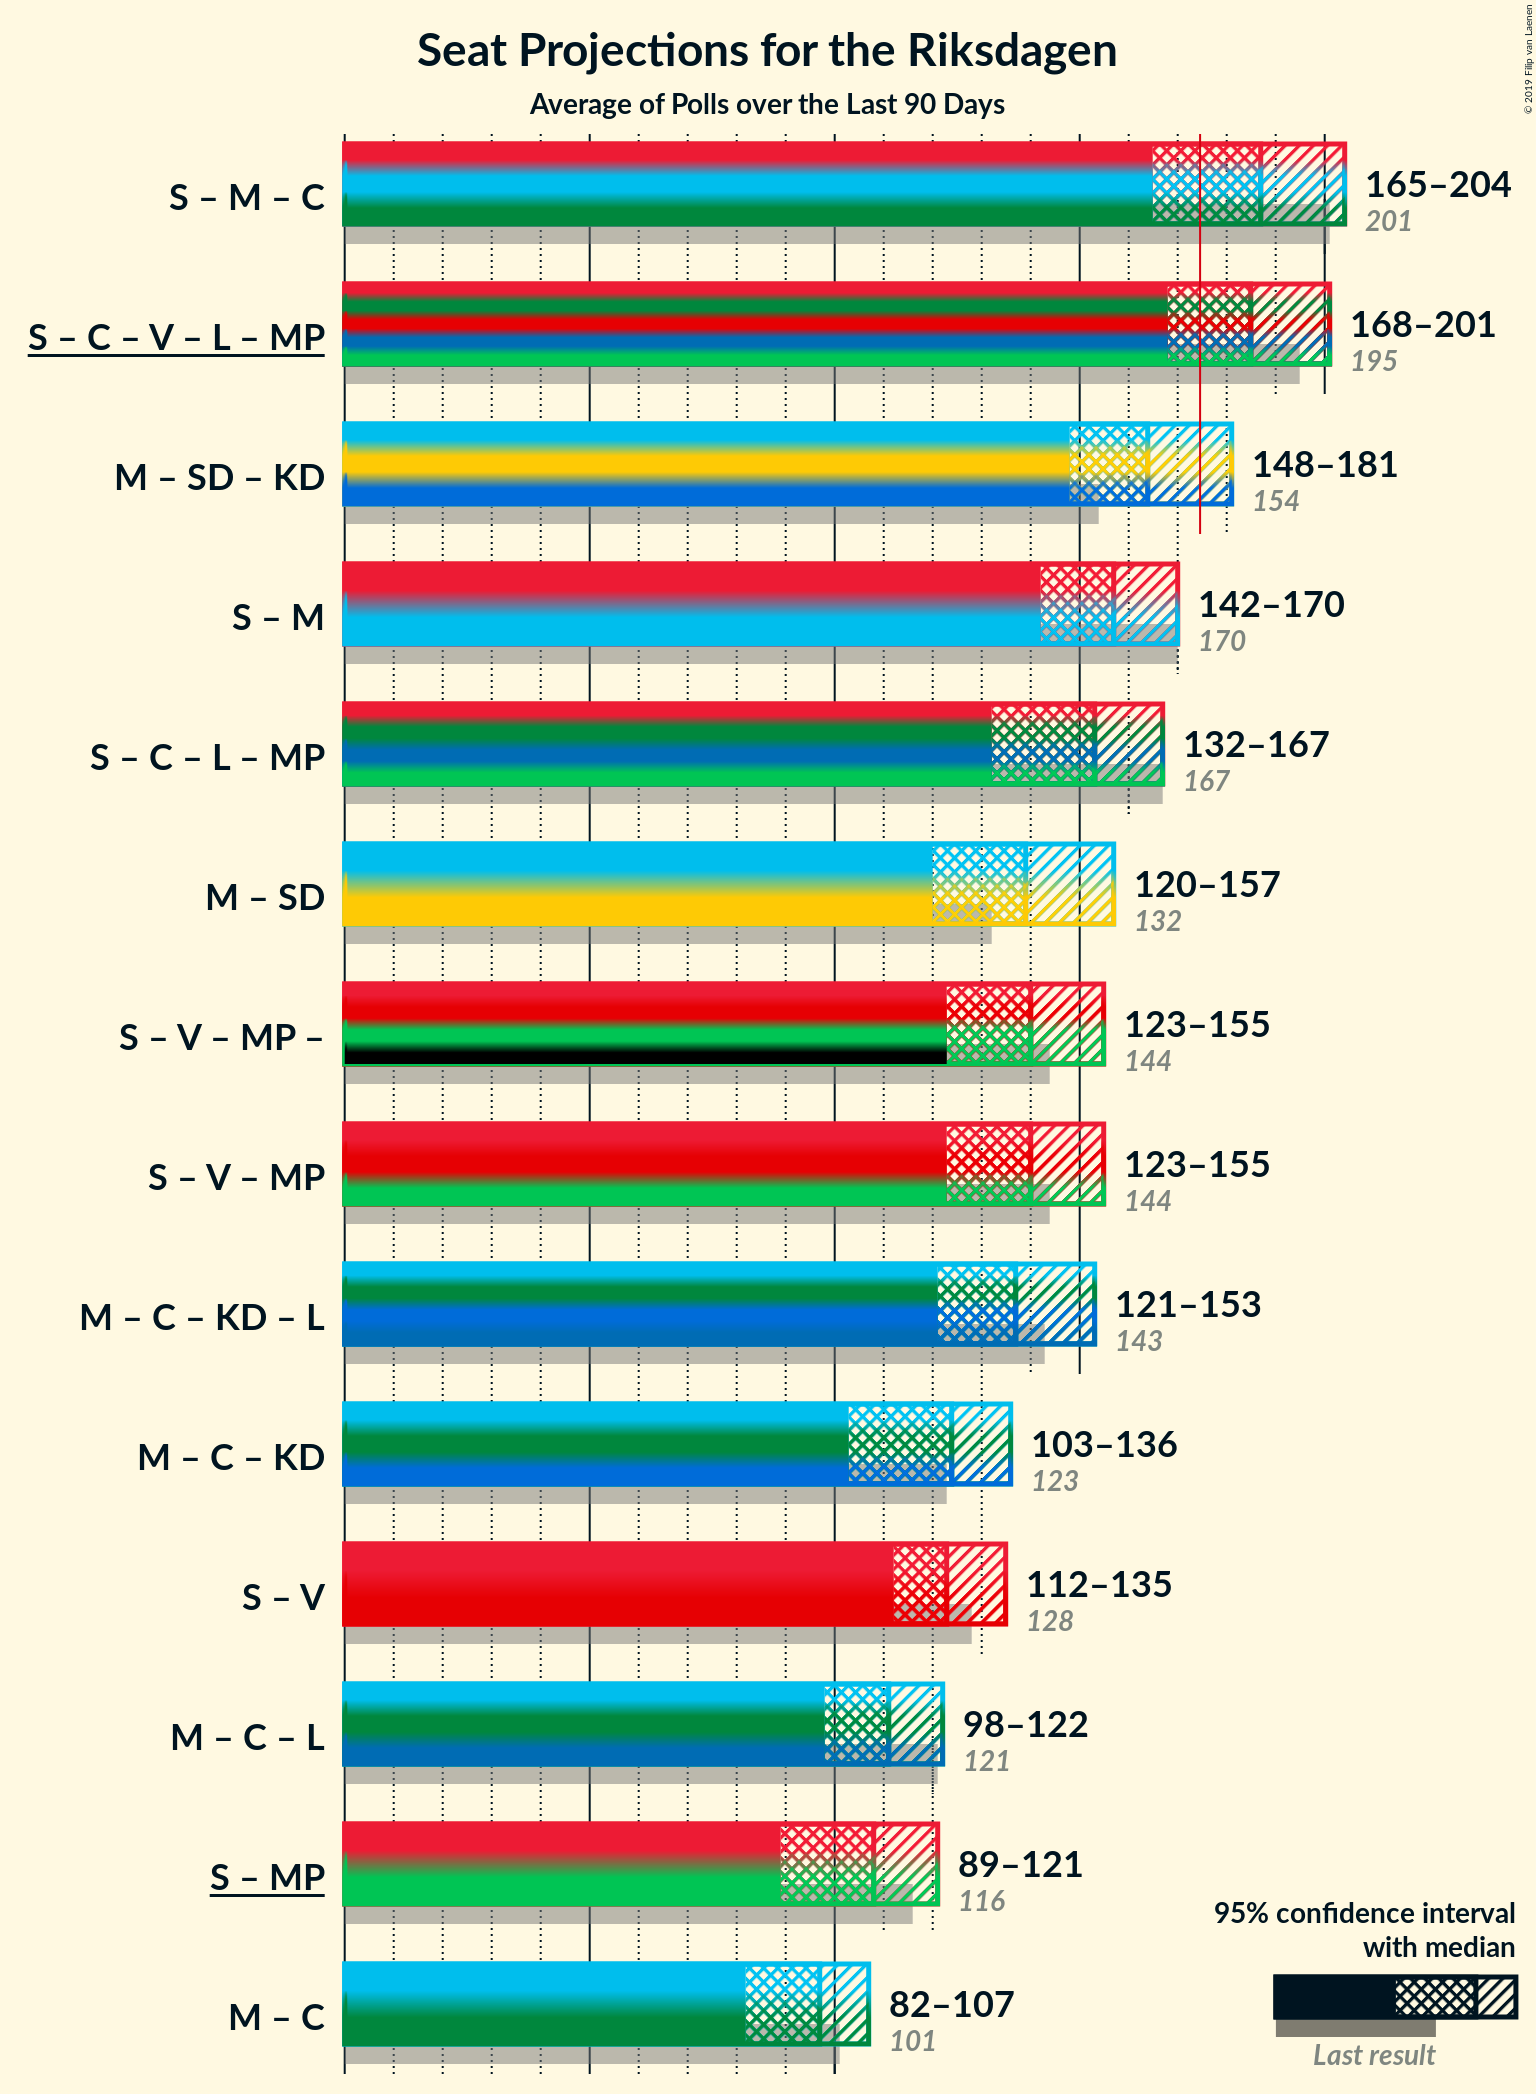 Seat Projections for the Riksdagen
Average of Polls over the Last 90 Days
© 2019 Filip van Laenen
S – M – C
165–204
201
S – C – V – L – MP
168–201
195
M – SD – KD
148–181
154
S – M
142–170
170
S – C – L – MP
132–167
167
M – SD
120–157
132
S – V – MP –
123–155
144
S – V – MP
123–155
144
M – C – KD – L
121–153
143
M – C – KD
103–136
123
S – V
112–135
128
M – C – L
98–122
121
S – MP
89–121
116
M – C
82–107
101
95% confidence interval
with median
Last result